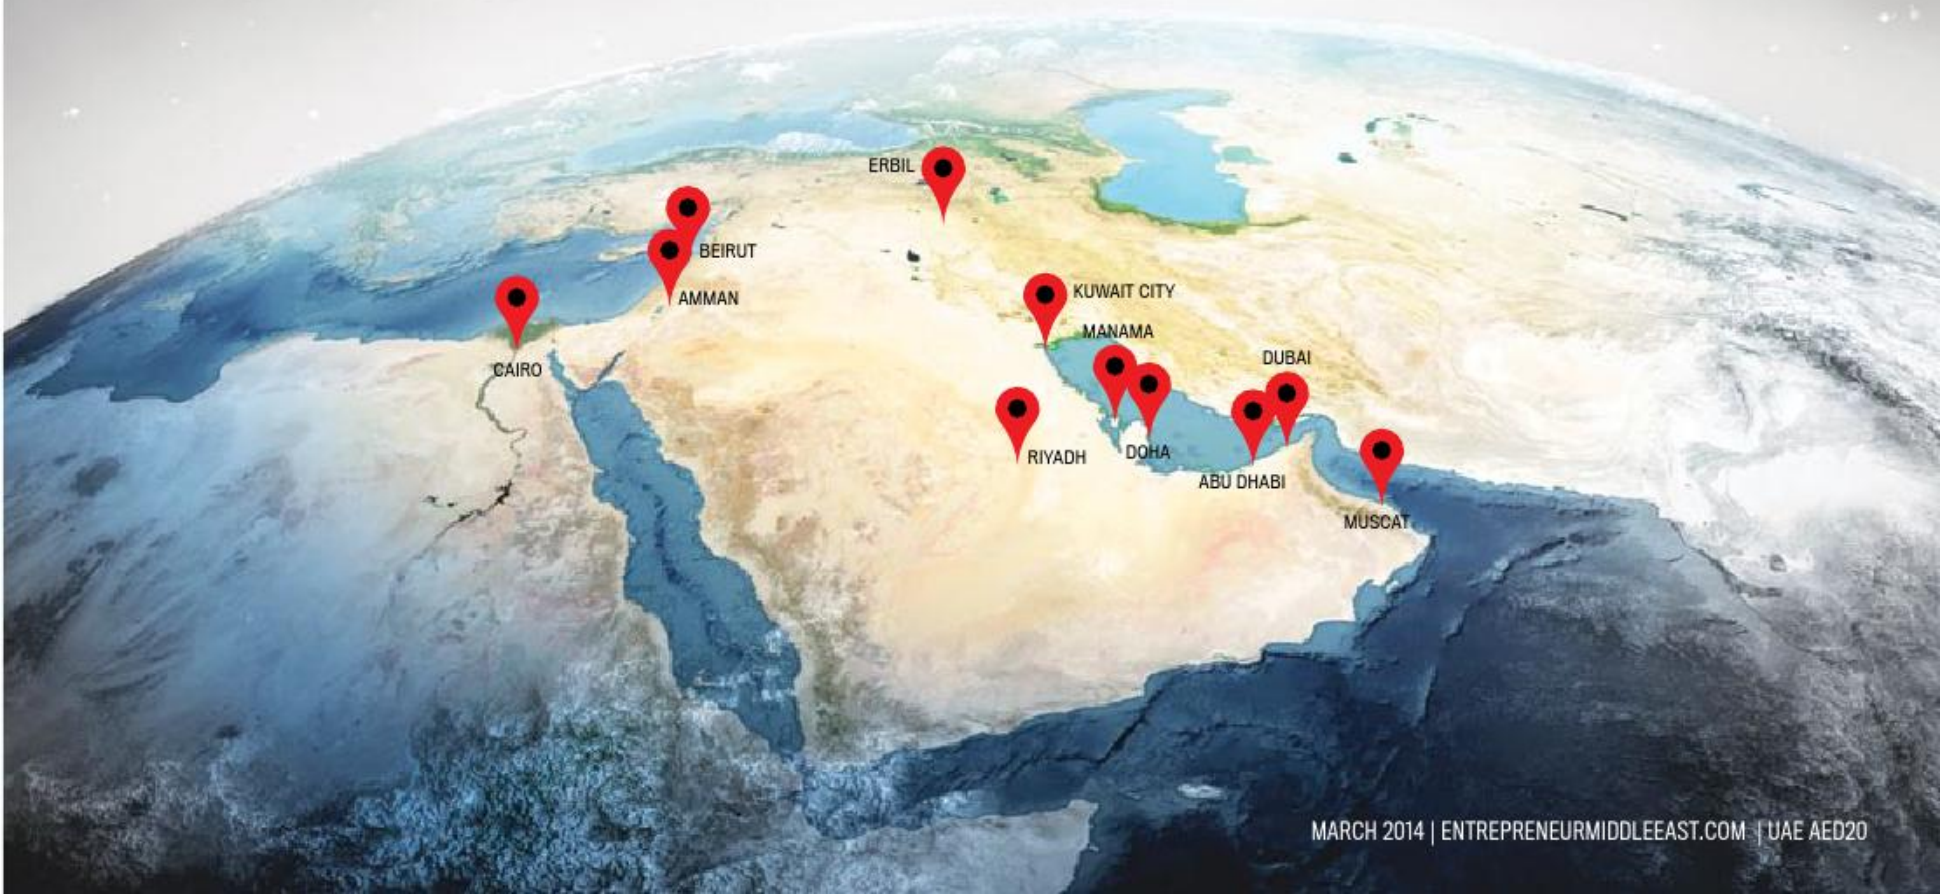 ERBIL
BEIRUT
AMMAN
KUWAIT CITY
MANAMA
DUBAI
CAIRO
RIYADH
DOHA
ABU DHABI
MUSCAT
MARCH 2014 | ENTREPRENEURMIDDLEEAST.COM | UAE AED20